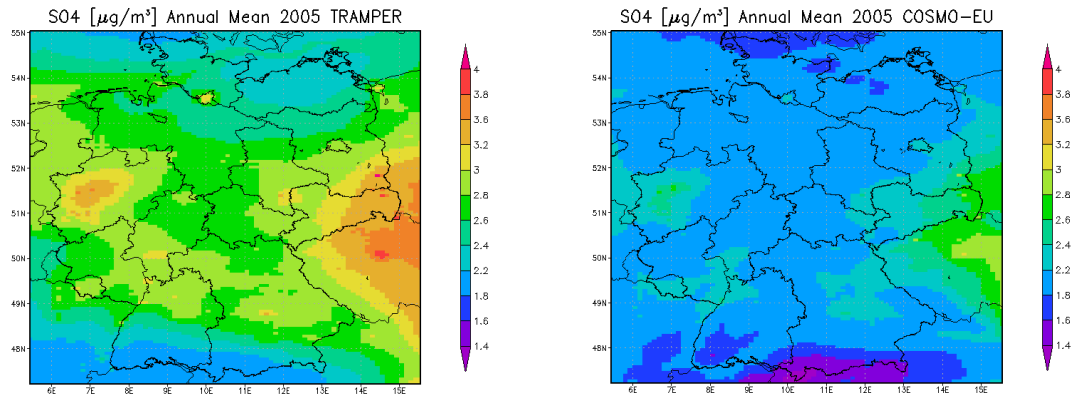 SO4 [μg/m³] Annual Mean 2005 TRAMPER
55N
54N
53N
52N
51N
50N
49N
48N
6E 7E 8E 9E 10E 11E 12E 13E 14E 15E
4
3.8
3.6
3.4
3.2
3
2.8
2.6
2.4
2.2
1.8
1.6
1.4
SO4 [μg/m³] Annual Mean 2005 COSMO-EU
55N
54N
53N
52N
51N
50N
49N
48N
6E 7E 8E 9E 10E 11E 12E 13E 14E 15E
4
3.8
3.6
3.4
3.2
3
2.8
2.6
2.4
2.2
1.8
1.6
1.4